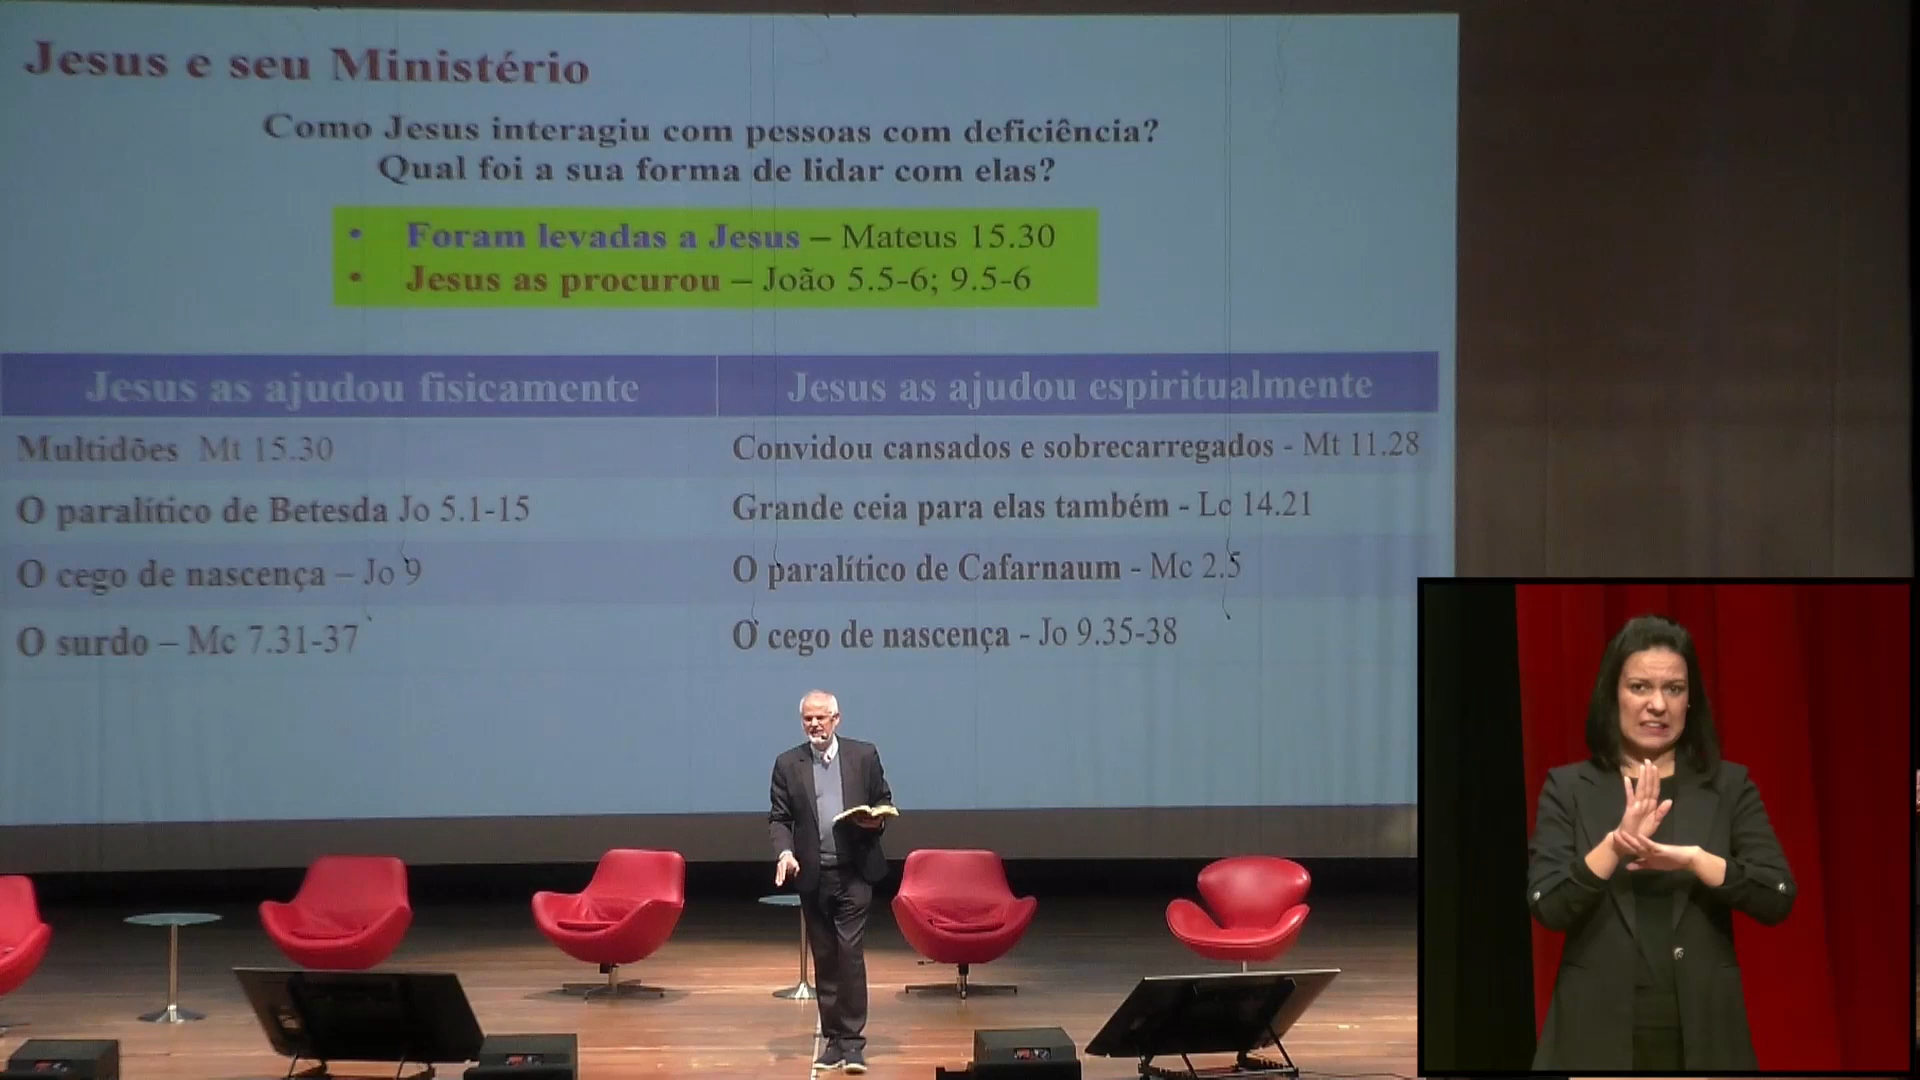 Jesus e seu Ministério
Como Jesus interagiu com pessoas com deficiência?
Qual foi a sua forma de lidar com elas?
• Foram levadas a Jesus – Mateus 15.30
• Jesus as procurou – João 5.5-6; 9.5-6
Jesus as ajudou fisicamente
Jesus as ajudou espiritualmente
Multidões Mt 15.30
Convidou cansados e sobrecarregados - Mt 11.28
O paralítico de Betesda Jo 5.1-15
Grande ceia para elas também - Lc 14.21
O cego de nascença – Jo 9
O paralítico de Cafarnaum - Mc 2.5
O surdo – Mc 7.31-37
O cego de nascença - Jo 9.35-38